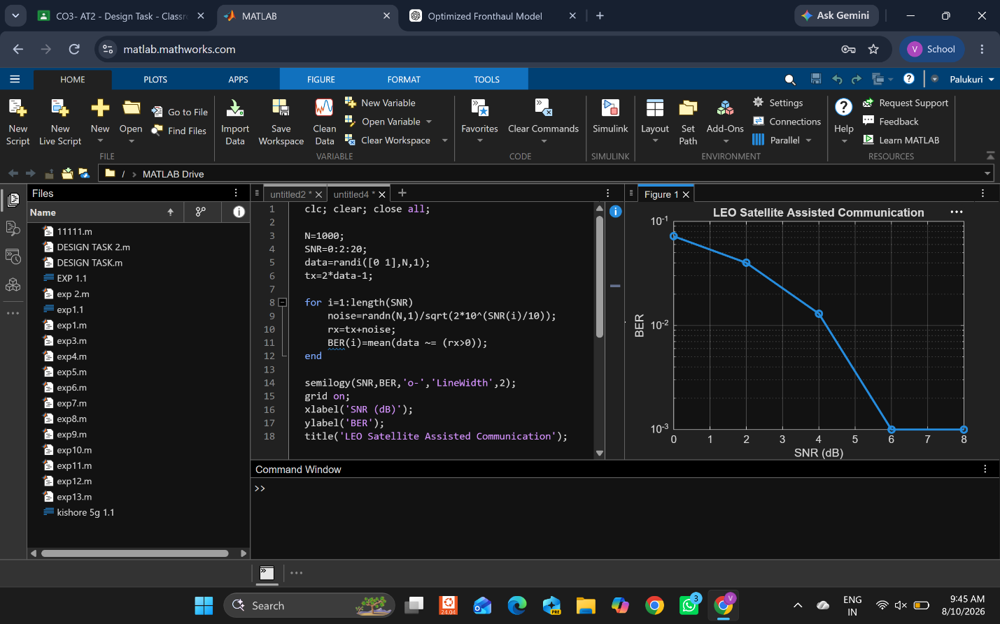 CO3- AT2 - Design Task - Classr
MATLAB
Optimized Fronthaul Model
Ask Gemini
matlab.mathworks.com
V
School
HOME
PLOTS
APPS
FIGURE
FORMAT
TOOLS
Palukuri
New Script
New Live Script
New
Open
Go to File
Find Files
FILE
Import Data
Save Workspace
Clean Data
New Variable
Open Variable
Clear Workspace
VARIABLE
Favorites
Clear Commands
CODE
Simulink
SIMULINK
Layout
Set Path
Add-Ons
Settings
Connections
Parallel
ENVIRONMENT
Help
Request Support
Feedback
Learn MATLAB
RESOURCES
/ › MATLAB Drive
Files
Name
11111.m
DESIGN TASK 2.m
DESIGN TASK.m
EXP 1.1
exp 2.m
exp1.1
exp1.m
exp3.m
exp4.m
exp5.m
exp6.m
exp7.m
exp8.m
exp9.m
exp10.m
exp11.m
exp12.m
exp13.m
kishore 5g 1.1
untitled2 *
untitled4 *
1 clc; clear; close all;
2
3 N=1000;
4 SNR=0:2:20;
5 data=randi([0 1],N,1);
6 tx=2*data-1;
7
8 for i=1:length(SNR)
9 noise=randn(N,1)/sqrt(2*10^(SNR(i)/10));
10 rx=tx+noise;
11 BER(i)=mean(data ~= (rx>0));
12 end
13
14 semilogy(SNR,BER,'o-','LineWidth',2);
15 grid on;
16 xlabel('SNR (dB)');
17 ylabel('BER');
18 title('LEO Satellite Assisted Communication');
Figure 1
LEO Satellite Assisted Communication
10-1
10-2
10-3
BER
0 1 2 3 4 5 6 7 8
SNR (dB)
Command Window
>>
Search
24.04
PRE
3
V
ENG
IN
9:45 AM
8/10/2026